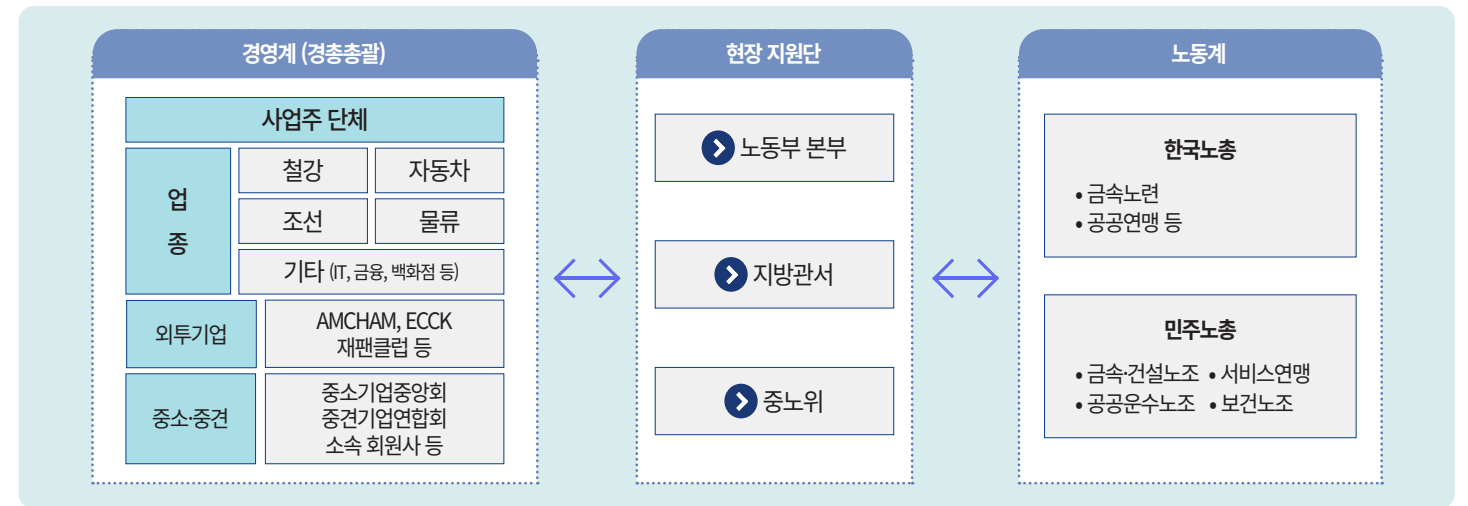 경영계 (경총총괄)
사업주 단체
업
종
철강
자동차
조선
물류
기타 (IT, 금융, 백화점 등)
외투기업
AMCHAM, ECCK
재팬클럽 등
중소·중견
중소기업중앙회
중견기업연합회
소속 회원사 등
현장 지원단
노동부 본부
지방관서
중노위
노동계
한국노총
• 금속노련
• 공공연맹 등
민주노총
• 금속·건설노조 • 서비스연맹
• 공공운수노조 • 보건노조